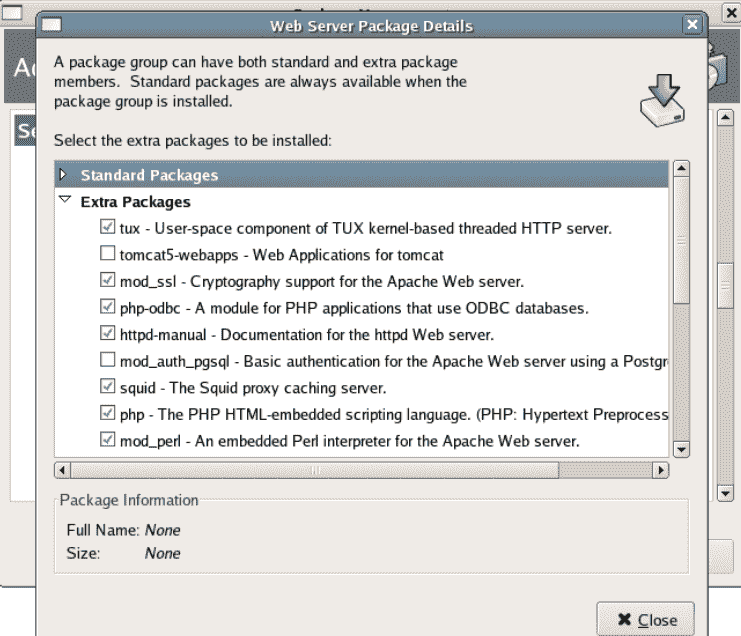 Web Server Package Details
A package group can have both standard and extra package
members. Standard packages are always available when the
package group is installed.
Select the extra packages to be installed:
Standard Packages
Extra Packages
tux - User-space component of TUX kernel-based threaded HTTP server.
tomcat5-webapps - Web Applications for tomcat
mod_ssl - Cryptography support for the Apache Web server.
php-odbc - A module for PHP applications that use ODBC databases.
httpd-manual - Documentation for the httpd Web server.
mod_auth_pgsql - Basic authentication for the Apache Web server using a Postgr
squid - The Squid proxy caching server.
php - The PHP HTML-embedded scripting language. (PHP: Hypertext Preprocess
mod_perl - An embedded Perl interpreter for the Apache Web server.
Package Information
Full Name: None
Size: None
Close